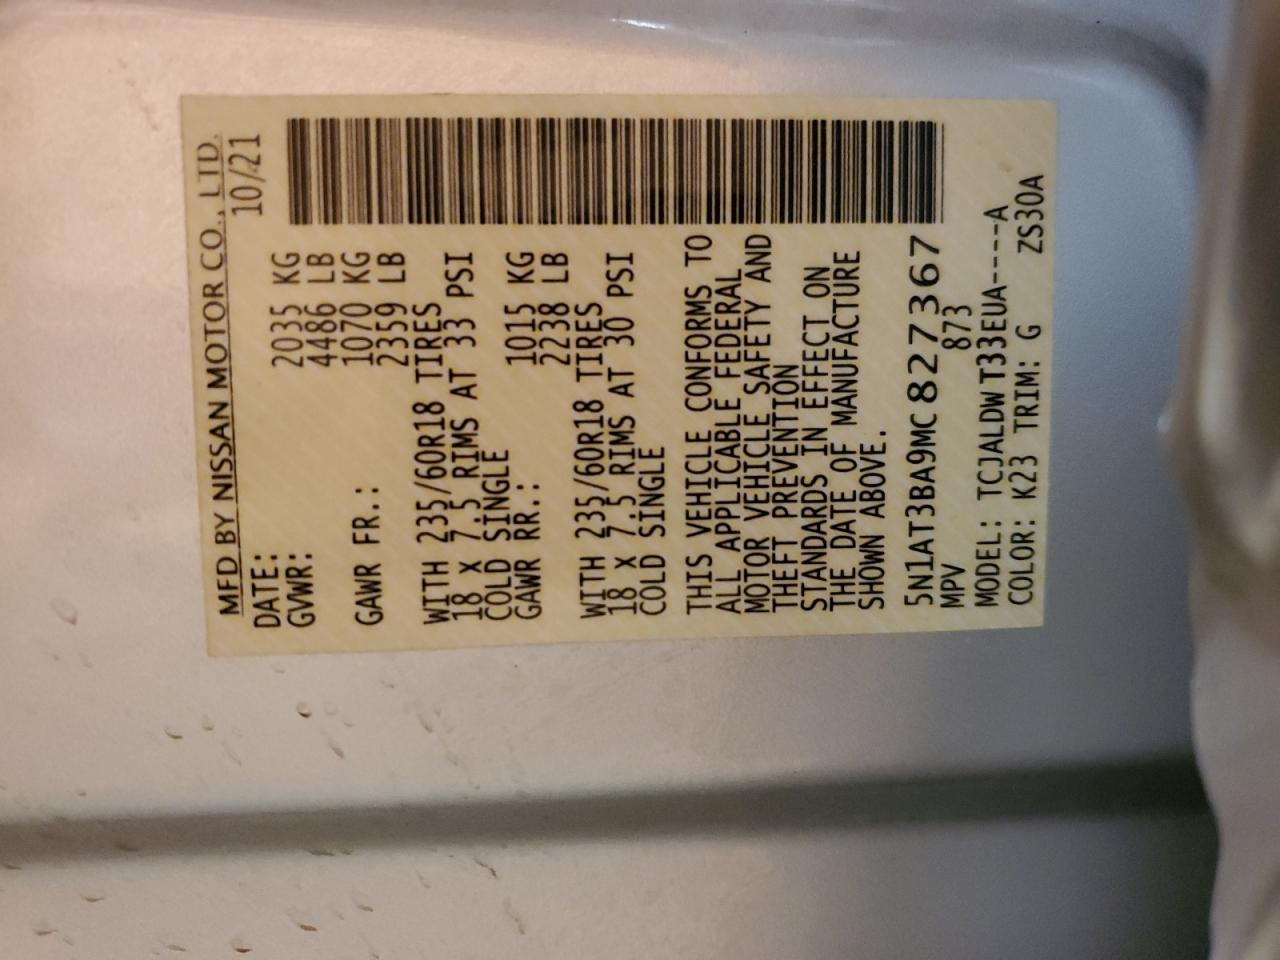 MFD BY NISSAN MOTOR CO., LTD.
DATE: 10/21
GVWR: 2035 KG
4486 LB
GAWR FR.: 1070 KG
2359 LB
WITH 235/60R18 TIRES
18 X 7.5 RIMS AT 33 PSI
COLD SINGLE
GAWR RR.: 1015 KG
2238 LB
WITH 235/60R18 TIRES
18 X 7.5 RIMS AT 30 PSI
COLD SINGLE
THIS VEHICLE CONFORMS TO
ALL APPLICABLE FEDERAL
MOTOR VEHICLE SAFETY AND
THEFT PREVENTION
STANDARDS IN EFFECT ON
THE DATE OF MANUFACTURE
SHOWN ABOVE.
5N1AT3BA9MC827367
MPV 873
MODEL: TCJALDWT33EUA-----A
COLOR: K23 TRIM: G ZS30A